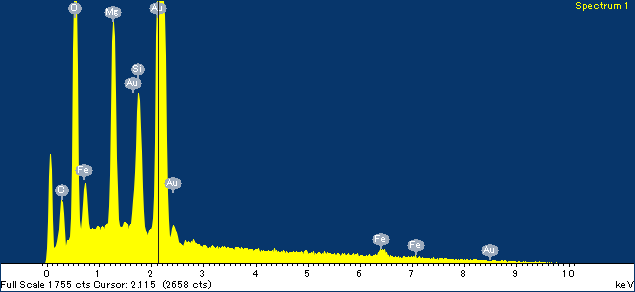 Spectrum 1
O Mg Au
Si
Au
Fe
Au
O
Fe
Fe
Au
0 1 2 3 4 5 6 7 8 9 10
Full Scale 1755 cts Cursor: 2.115 (2658 cts) keV